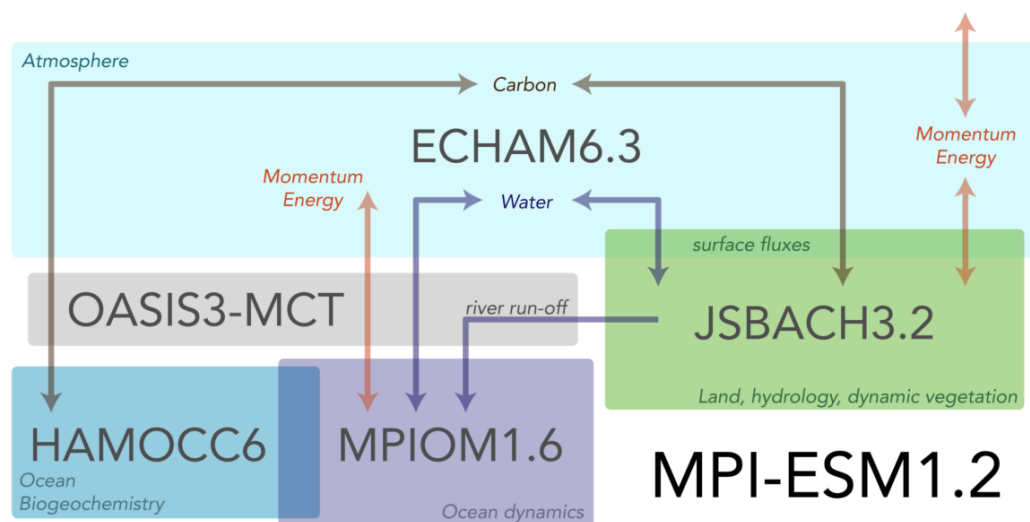 Atmosphere
Carbon
ECHAM6.3
Momentum
Energy
Momentum
Energy
Water
surface fluxes
OASIS3-MCT
river run-off
JSBACH3.2
Land, hydrology, dynamic vegetation
HAMOCC6
Ocean
Biogeochemistry
MPIOM1.6
Ocean dynamics
MPI-ESM1.2